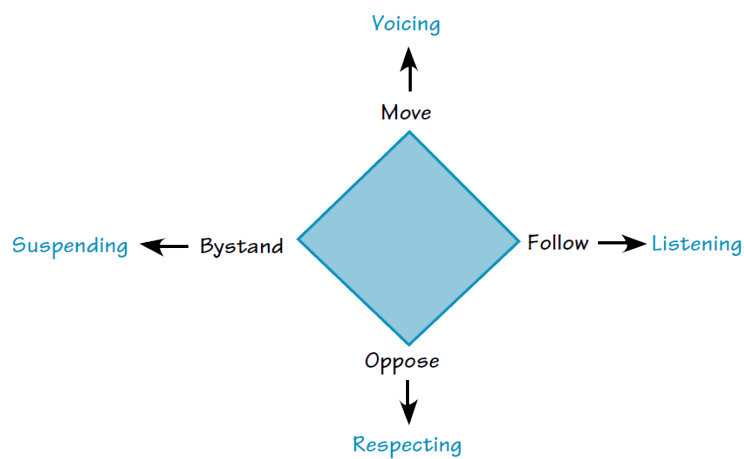 Voicing
Move
Suspending
Bystand
Follow
Listening
Oppose
Respecting